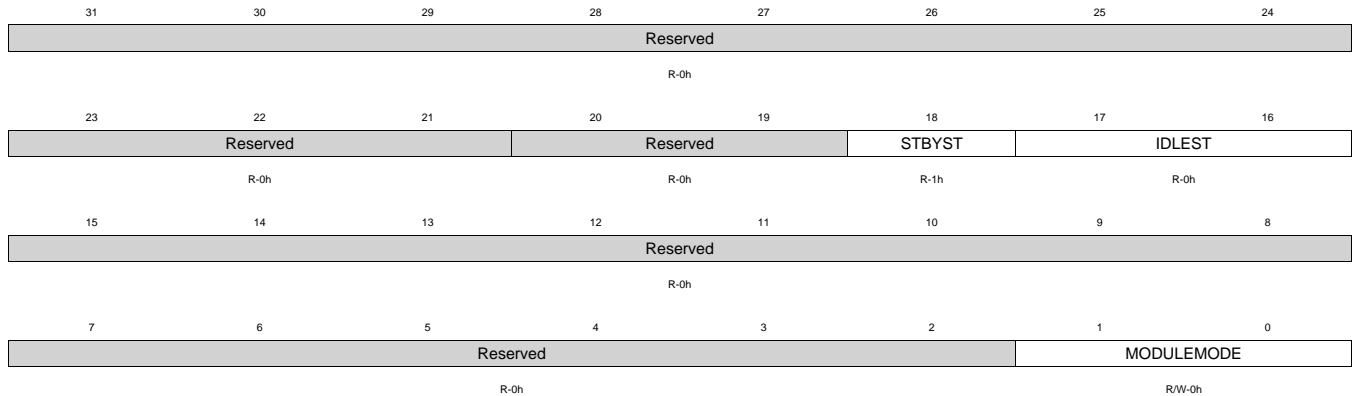 31 30 29 28 27 26 25 24
Reserved
R-0h
23 22 21 20 19 18 17 16
Reserved Reserved STBYST IDLEST
R-0h R-0h R-1h R-0h
15 14 13 12 11 10 9 8
Reserved
R-0h
7 6 5 4 3 2 1 0
Reserved MODULEMODE
R-0h R/W-0h